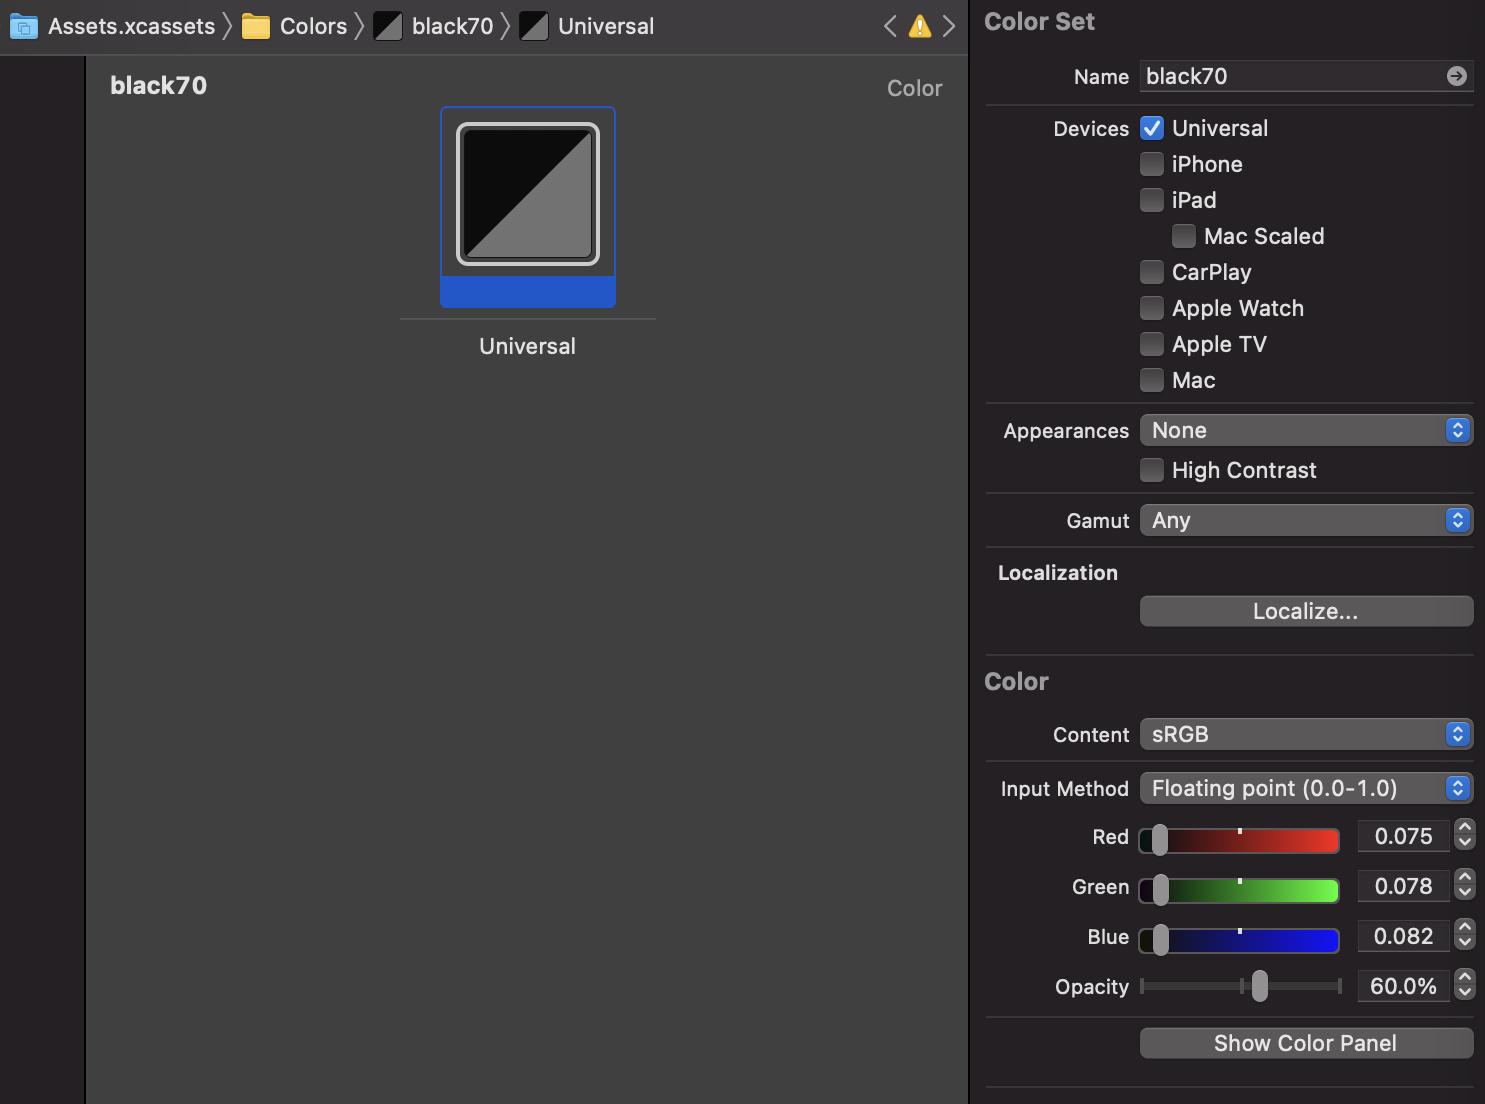 Assets.xcassets Colors black70 Universal
black70
Color
Universal
Color Set
Name black70
Devices Universal
iPhone
iPad
Mac Scaled
CarPlay
Apple Watch
Apple TV
Mac
Appearances None
High Contrast
Gamut Any
Localization
Localize...
Color
Content sRGB
Input Method Floating point (0.0-1.0)
Red 0.075
Green 0.078
Blue 0.082
Opacity 60.0%
Show Color Panel